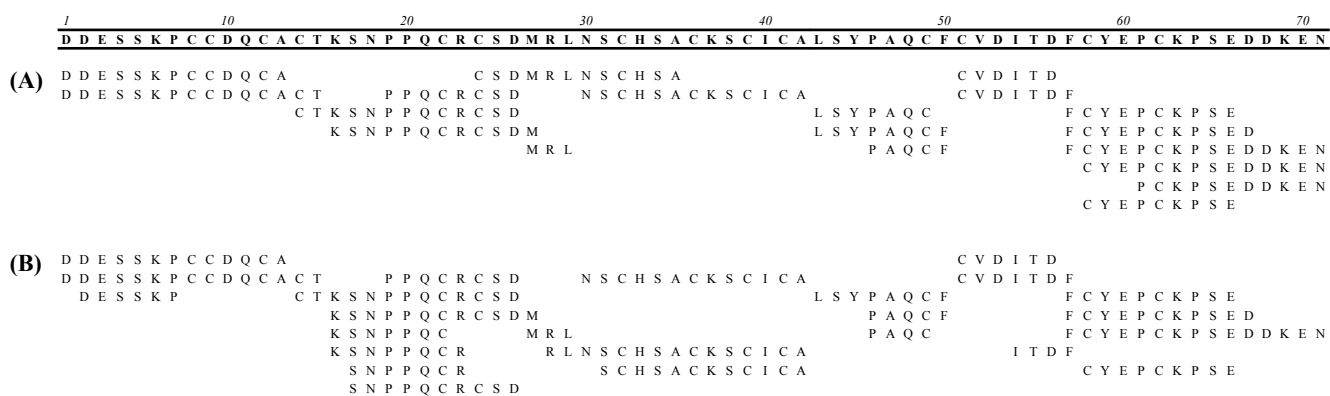 1 10 20 30 40 50 60 70
D D E S S K P C C D Q C A C T K S N P P Q C R C S D M R L N S C H S A C K S C I C A L S Y P A Q C F C V D I T D F C Y E P C K P S E D D K E N
(A) D D E S S K P C C D Q C A C S D M R L N S C H S A C V D I T D
D D E S S K P C C D Q C A C T P P Q C R C S D N S C H S A C K S C I C A C V D I T D F
C T K S N P P Q C R C S D L S Y P A Q C F C Y E P C K P S E
K S N P P Q C R C S D M L S Y P A Q C F F C Y E P C K P S E D
M R L P A Q C F F C Y E P C K P S E D D K E N
C Y E P C K P S E D D K E N
P C K P S E D D K E N
C Y E P C K P S E
(B) D D E S S K P C C D Q C A C V D I T D
D D E S S K P C C D Q C A C T P P Q C R C S D N S C H S A C K S C I C A C V D I T D F
D E S S K P C T K S N P P Q C R C S D L S Y P A Q C F F C Y E P C K P S E
K S N P P Q C R C S D M P A Q C F F C Y E P C K P S E D
K S N P P Q C M R L P A Q C F C Y E P C K P S E D D K E N
K S N P P Q C R R L N S C H S A C K S C I C A I T D F
S N P P Q C R S C H S A C K S C I C A C Y E P C K P S E
S N P P Q C R C S D